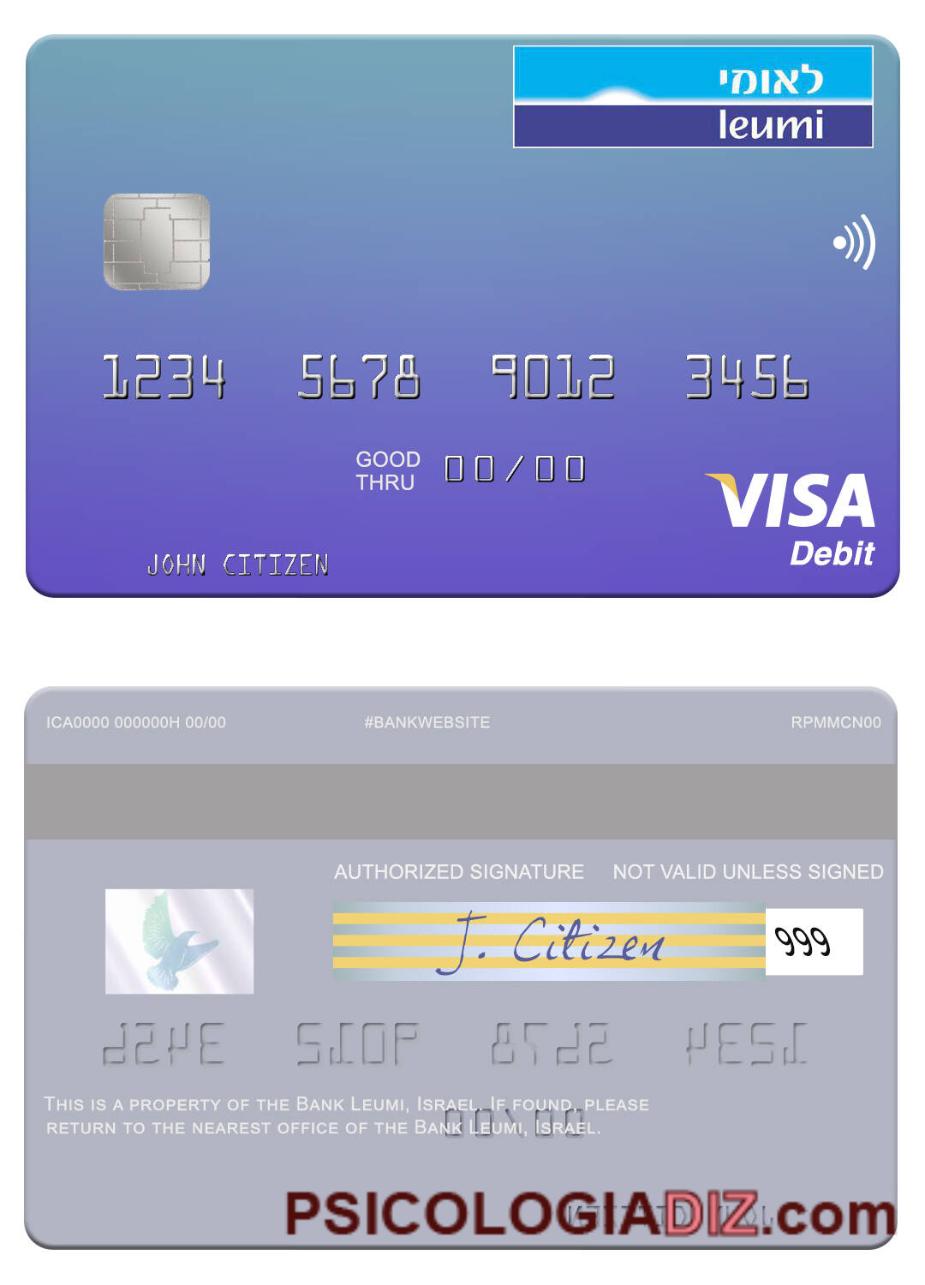 לאומי
leumi
1234 5678 9012 3456
GOOD THRU 00/00
VISA
Debit
JOHN CITIZEN
ICA0000 000000H 00/00 #BANKWEBSITE RPMMCN00
AUTHORIZED SIGNATURE NOT VALID UNLESS SIGNED
J. Citizen 999
THIS IS A PROPERTY OF THE BANK LEUMI, ISRAEL. IF FOUND, PLEASE
RETURN TO THE NEAREST OFFICE OF THE BANK LEUMI, ISRAEL.
PSICOLOGIADIZ.com